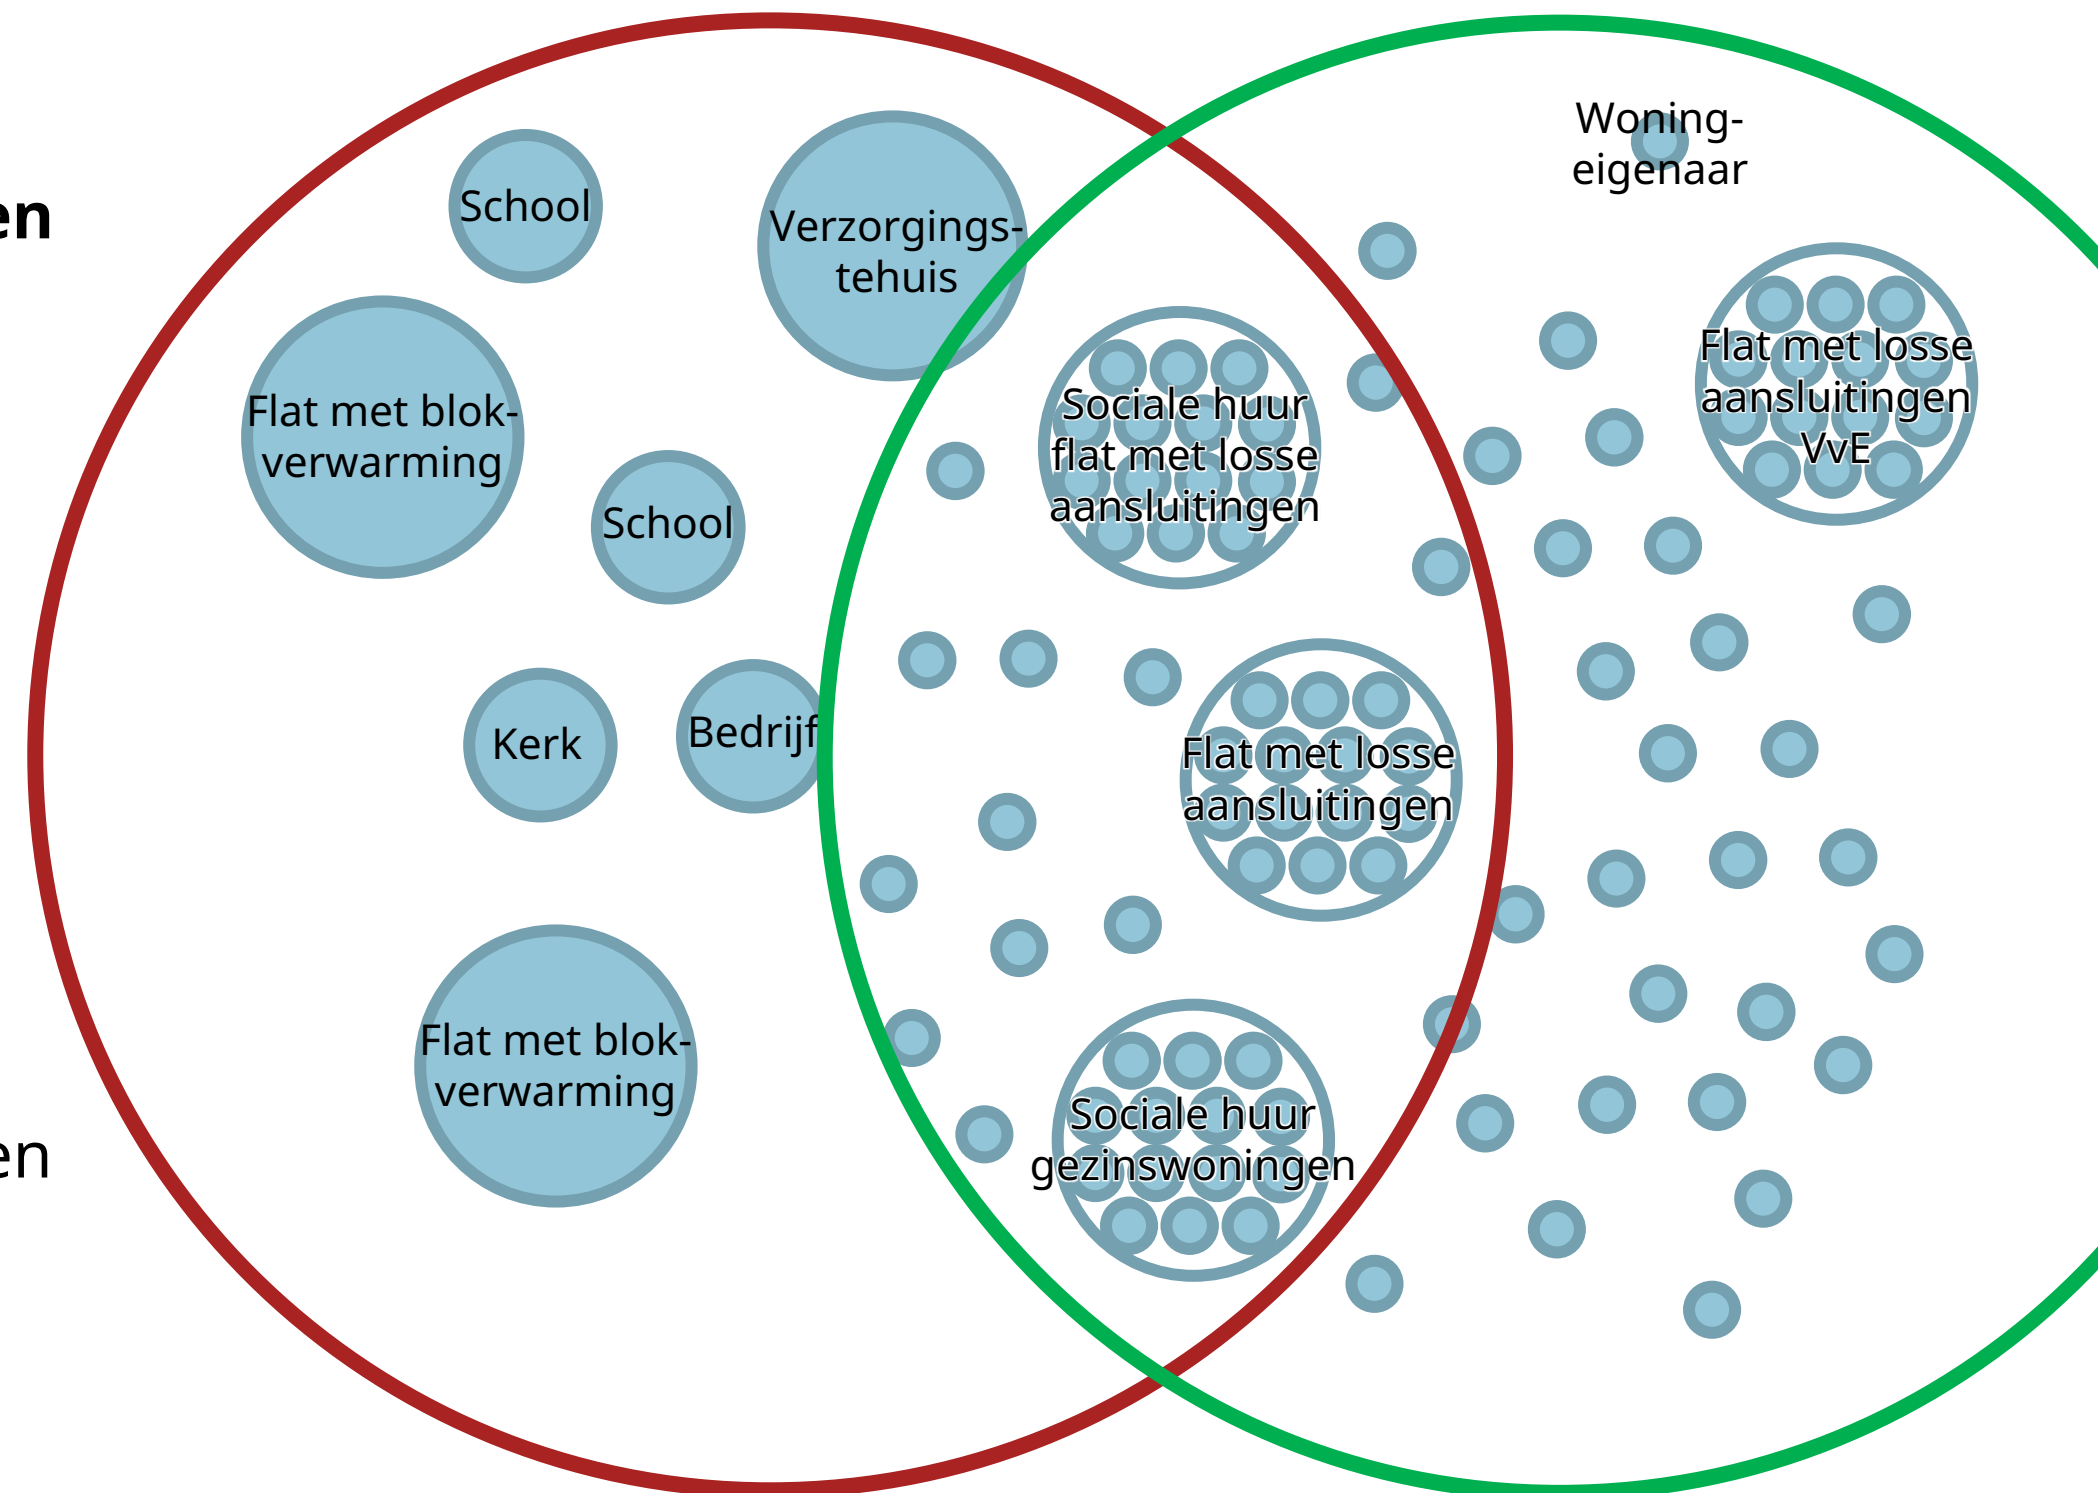 en
School
Verzorgings-
tehuis
Woning-
eigenaar
Flat met blok-
verwarming
School
Sociale huur
flat met losse
aansluitingen
Flat met losse
aansluitingen
VvE
Kerk
Bedrijf
Flat met losse
aansluitingen
Flat met blok-
verwarming
Sociale huur
gezinswoningen
en